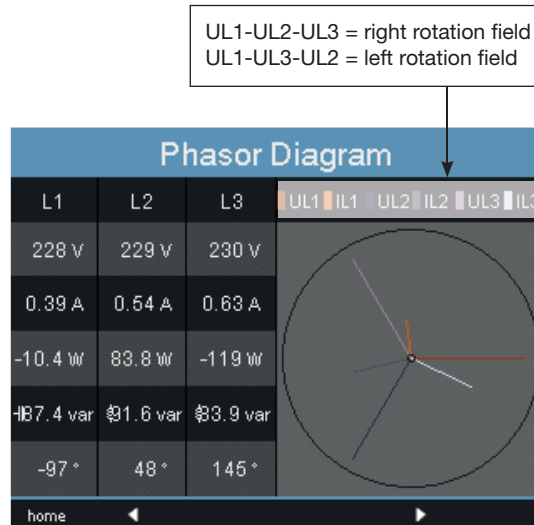 UL1-UL2-UL3 = right rotation field
UL1-UL3-UL2 = left rotation field
Phasor Diagram
L1 L2 L3 UL1 IL1 UL2 IL2 UL3 IL3
228 V 229 V 230 V
0.39 A 0.54 A 0.63 A
-10.4 W 83.8 W -119 W
var var var
-97 ° 48 ° 145 °
home